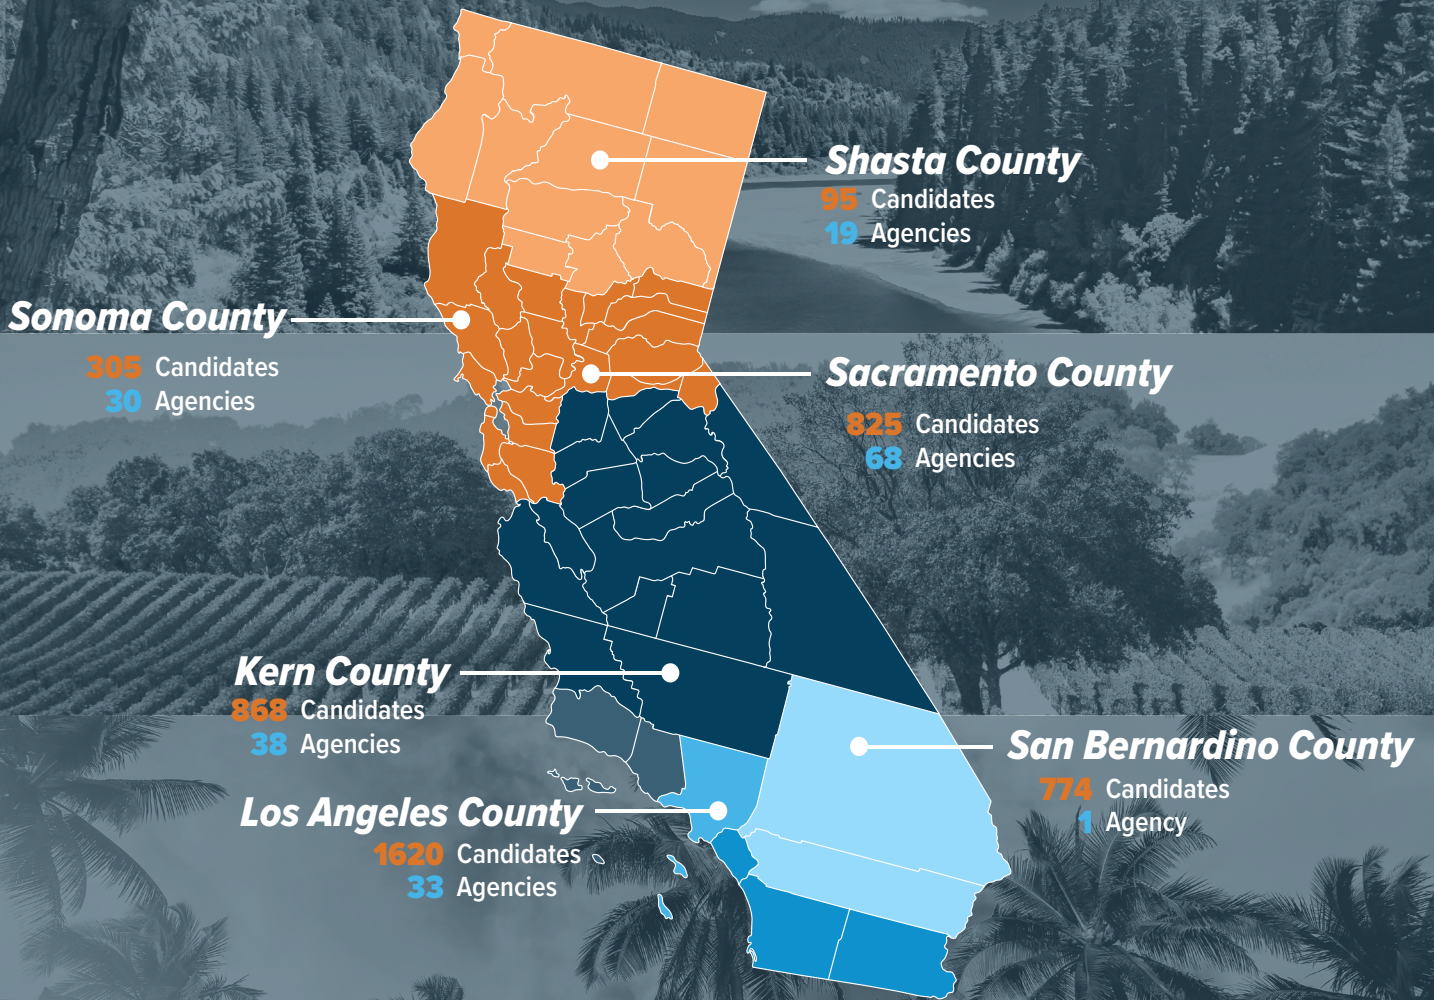 Shasta County
95 Candidates
19 Agencies
Sonoma County
305 Candidates
30 Agencies
Sacramento County
825 Candidates
68 Agencies
Kern County
868 Candidates
38 Agencies
San Bernardino County
774 Candidates
1 Agency
Los Angeles County
1620 Candidates
33 Agencies